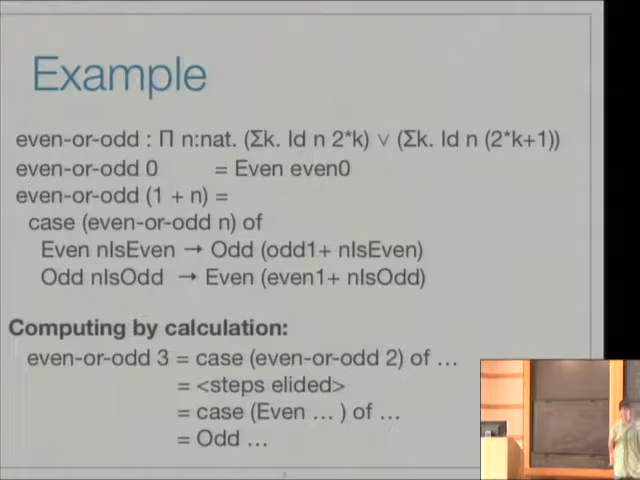 Example
even-or-odd : Π n:nat. (Σk. Id n 2*k) ∨ (Σk. Id n (2*k+1))
even-or-odd 0 = Even even0
even-or-odd (1 + n) =
case (even-or-odd n) of
Even nIsEven → Odd (odd1+ nIsEven)
Odd nIsOdd → Even (even1+ nIsOdd)
Computing by calculation:
even-or-odd 3 = case (even-or-odd 2) of …
= <steps elided>
= case (Even … ) of …
= Odd …